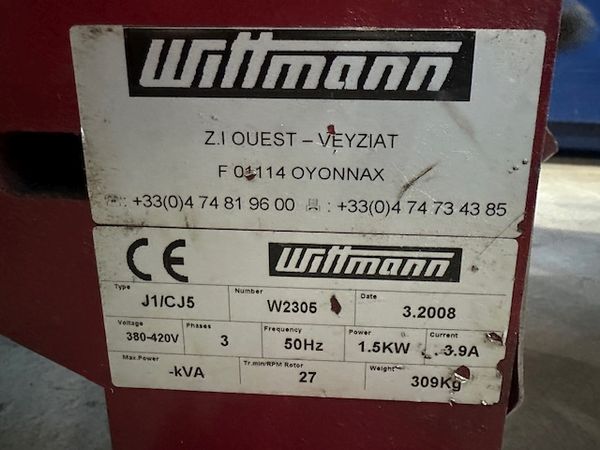 Wittmann
Z.I OUEST – VEYZIAT
F 01114 OYONNAX
: +33(0)4 74 81 96 00 : +33(0)4 74 73 43 85
CE Wittmann
Type J1/CJ5 Number W2305 Date 3.2008
Voltage 380-420V Phases 3 Frequency 50Hz Power 1.5KW Current 3.9A
Max.Power -kVA Tr.min/RPM Rotor 27 Weight 309Kg